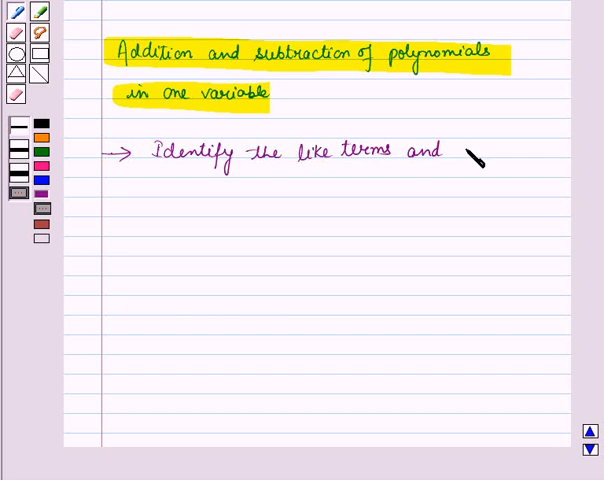 Addition and subtraction of polynomials
in one variable
→ Identify the like terms and